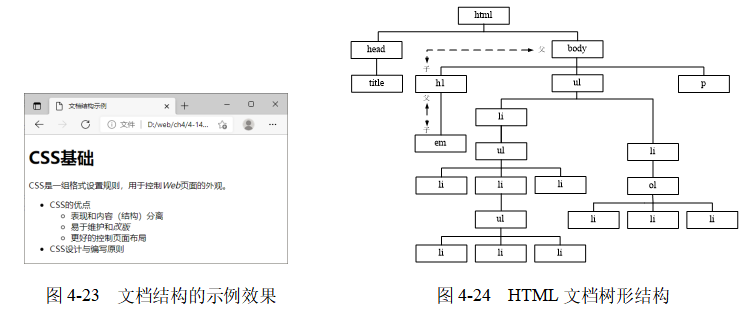 文档结构示例
文件
D:/web/ch4/4-14...
CSS基础
CSS是一组格式设置规则，用于控制Web页面的外观。
CSS的优点
表现和内容（结构）分离
易于维护和改版
更好的控制页面布局
CSS设计与编写原则
图 4-23 文档结构的示例效果
html
head
父
body
子
title
h1
ul
p
父
li
子
em
ul
li
li
li
li
ol
ul
li
li
li
li
li
li
图 4-24 HTML 文档树形结构